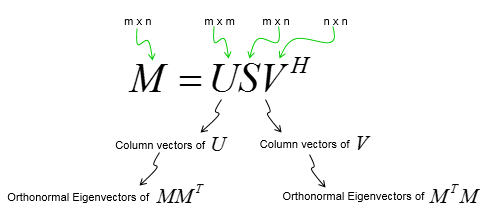 m x n m x m m x n n x n
M = USV^H
Column vectors of U Column vectors of V
Orthonormal Eigenvectors of MM^T Orthonormal Eigenvectors of M^TM